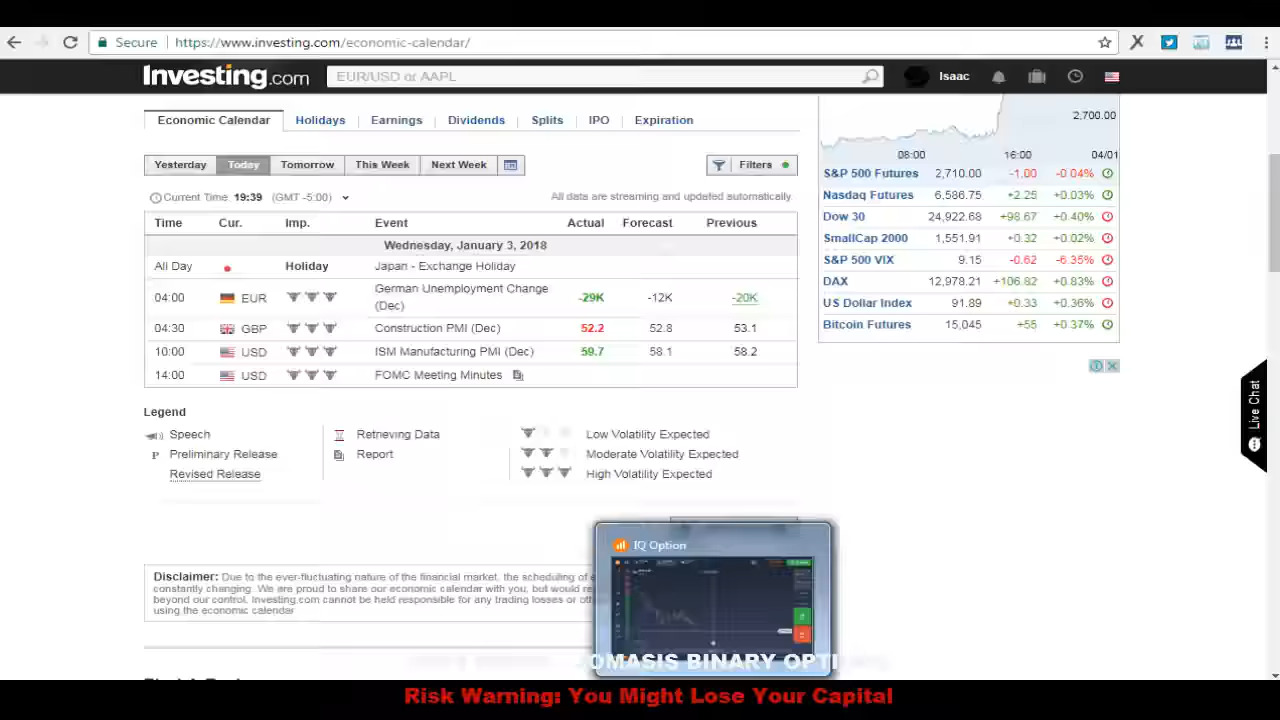 Secure https://www.investing.com/economic-calendar/
Investing.com EUR/USD or AAPL Isaac
Economic Calendar Holidays Earnings Dividends Splits IPO Expiration
Yesterday Today Tomorrow This Week Next Week Filters
Current Time: 19:39 (GMT -5:00) All data are streaming and updated automatically
Time Cur. Imp. Event Actual Forecast Previous
Wednesday, January 3, 2018
All Day Holiday Japan - Exchange Holiday
04:00 EUR German Unemployment Change (Dec) -29K -12K -20K
04:30 GBP Construction PMI (Dec) 52.2 52.8 53.1
10:00 USD ISM Manufacturing PMI (Dec) 59.7 58.1 58.2
14:00 USD FOMC Meeting Minutes
Legend
Speech Retrieving Data Low Volatility Expected
P Preliminary Release Report Moderate Volatility Expected
Revised Release High Volatility Expected
Disclaimer: Due to the ever-fluctuating nature of the financial market, the scheduling of
constantly changing. We are proud to share our economic calendar with you, but would
beyond our control, Investing.com cannot be held responsible for any trading losses or
using the economic calendar
2,700.00
08:00 16:00 04/01
S&P 500 Futures 2,710.00 -1.00 -0.04%
Nasdaq Futures 6,586.75 +2.25 +0.03%
Dow 30 24,922.68 +98.67 +0.40%
SmallCap 2000 1,551.91 +0.32 +0.02%
S&P 500 VIX 9.15 -0.62 -6.35%
DAX 12,978.21 +106.82 +0.83%
US Dollar Index 91.89 +0.33 +0.36%
Bitcoin Futures 15,045 +55 +0.37%
Live Chat
IQ Option
OMASIS BINARY OPTI
Risk Warning: You Might Lose Your Capital